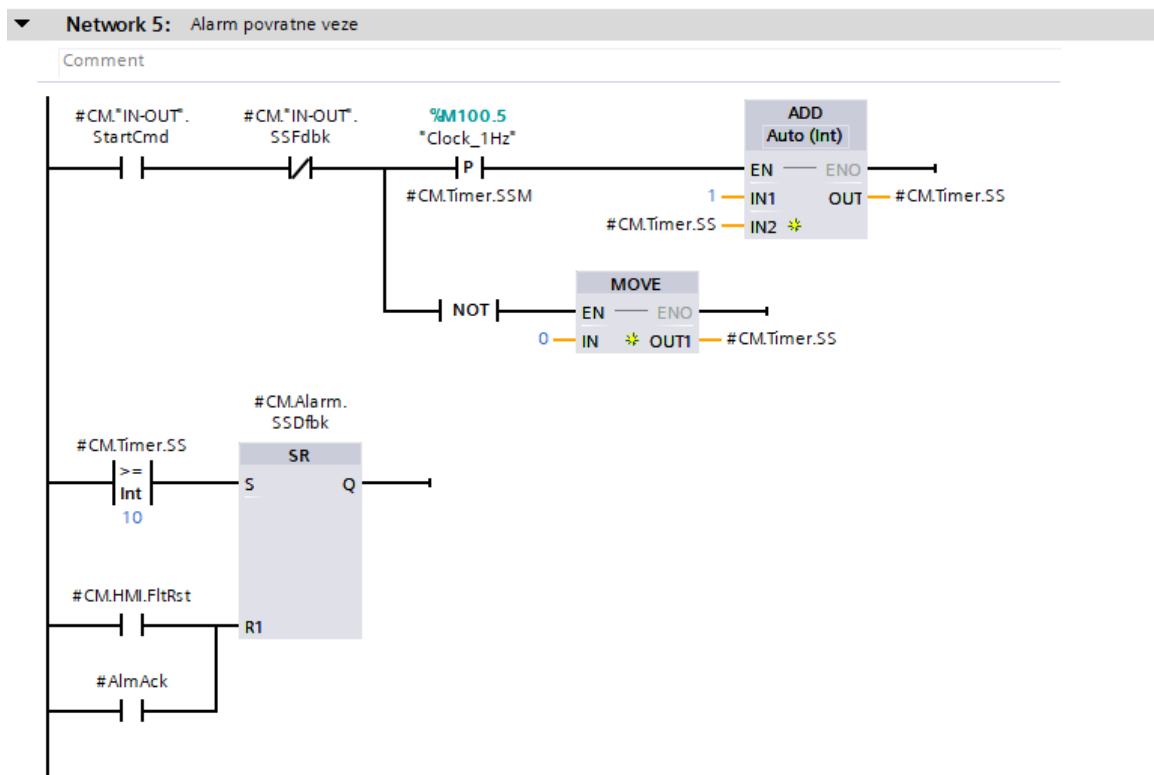 Network 5: Alarm povratne veze
Comment
#CM."IN-OUT".
StartCmd
#CM."IN-OUT".
SSFdbk
%M100.5
"Clock_1Hz"
P
#CM.Timer.SSM
ADD
Auto (Int)
EN ENO
1 IN1 OUT #CM.Timer.SS
#CM.Timer.SS IN2
NOT
MOVE
EN ENO
0 IN OUT1 #CM.Timer.SS
#CM.Alarm.
SSDfbk
#CM.Timer.SS
>=
Int
10
SR
S Q
#CM.HMI.FltRst
R1
#AlmAck